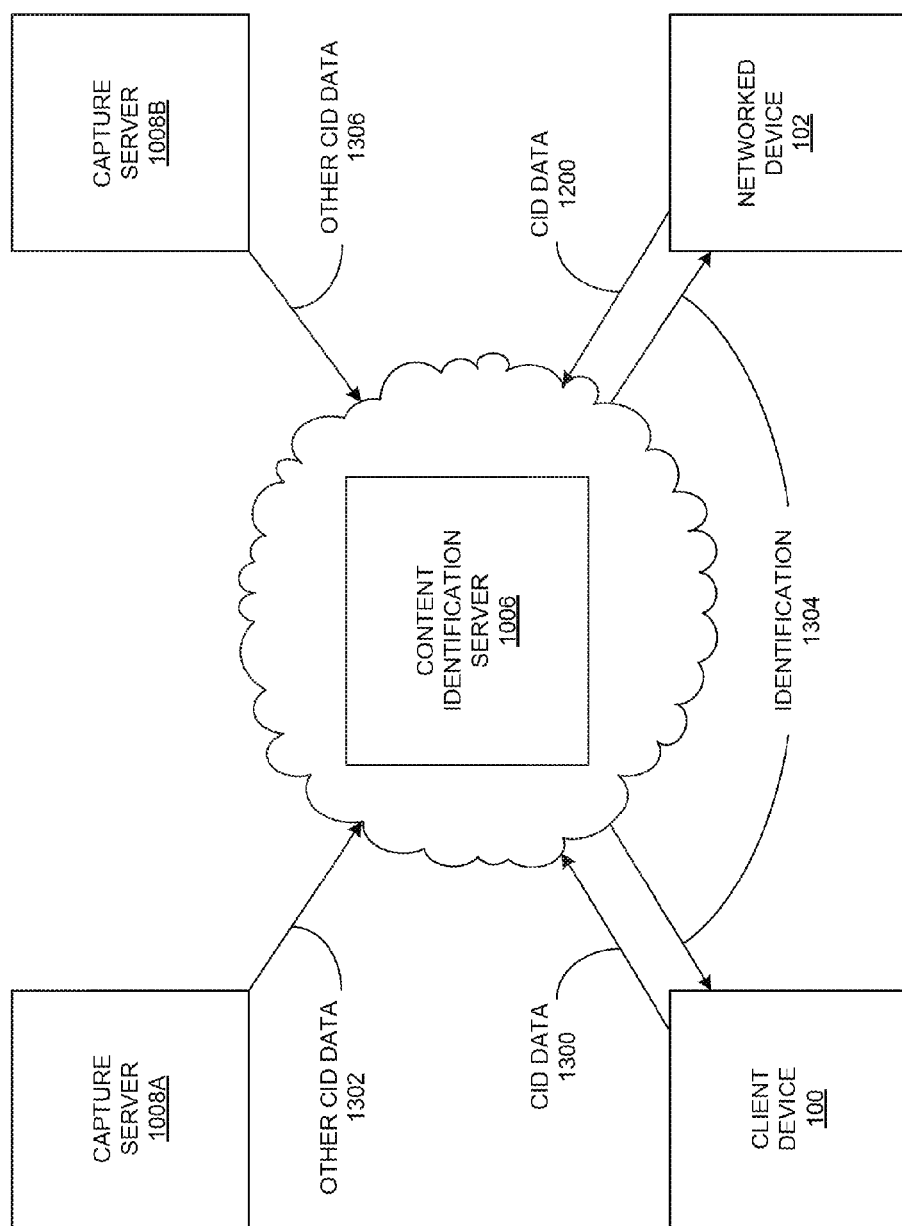 CAPTURE
SERVER
1008A
CAPTURE
SERVER
1008B
OTHER CID DATA
1302
OTHER CID DATA
1306
CONTENT
IDENTIFICATION
SERVER
1006
CID DATA
1300
CID DATA
1200
CLIENT
DEVICE
100
IDENTIFICATION
1304
NETWORKED
DEVICE
102